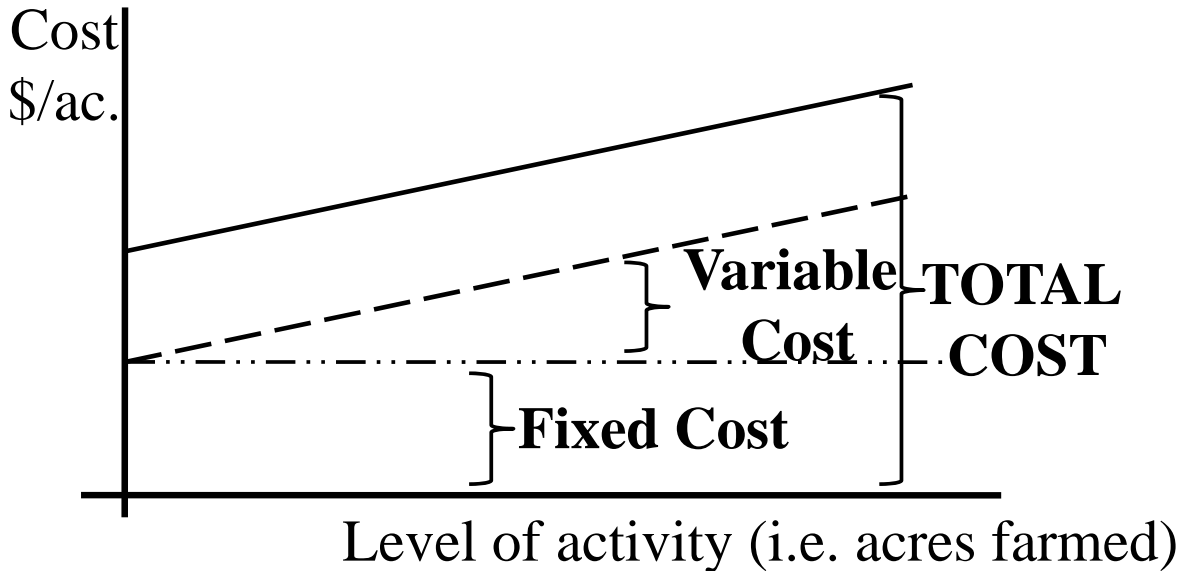 Cost
$/ac.
Variable
Cost
TOTAL
COST
Fixed Cost
Level of activity (i.e. acres farmed)